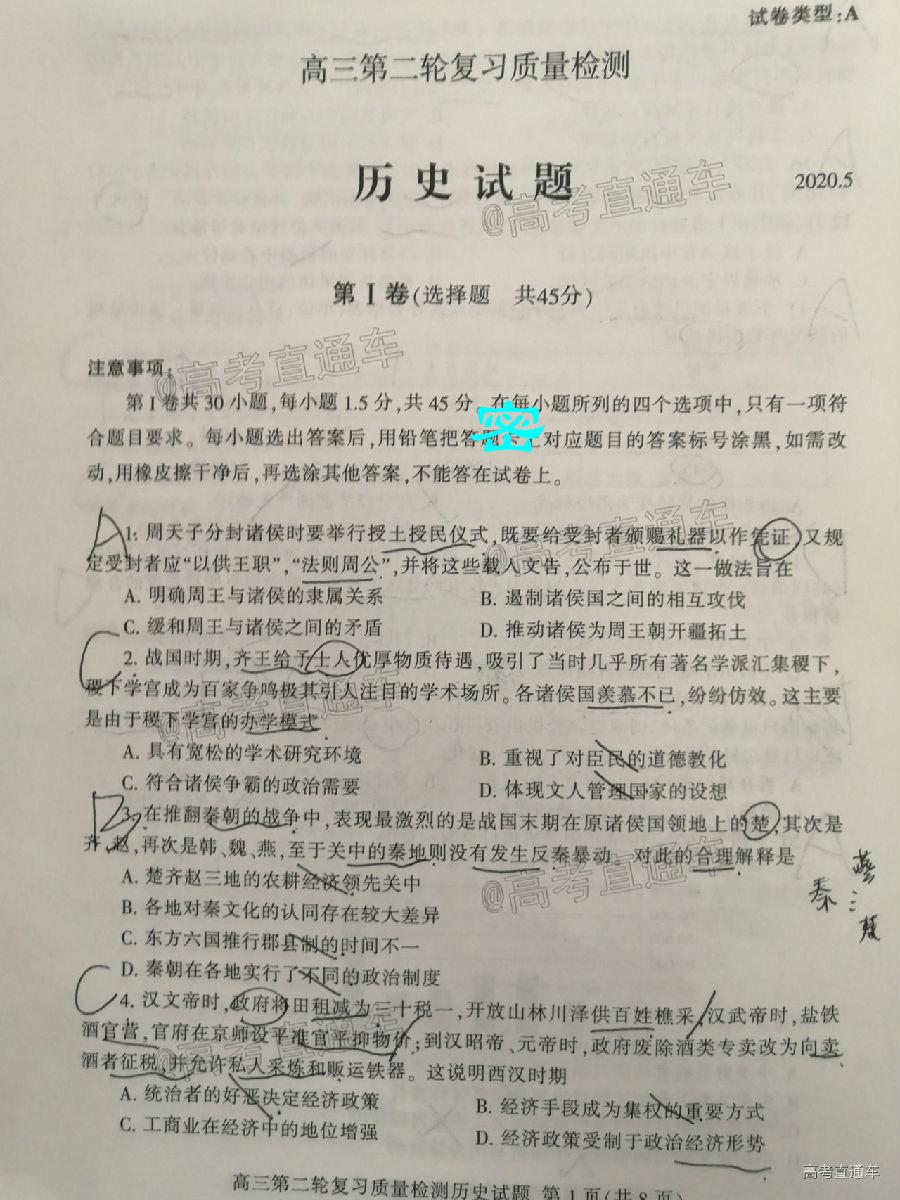 试卷类型:A
高三第二轮复习质量检测
历史试题
2020.5
@高考直通车
第Ⅰ卷(选择题 共45分)
注意事项:
@高考直通车
第Ⅰ卷共30小题,每小题1.5分,共45分 在每小题所列的四个选项中,只有一项符
合题目要求。每小题选出答案后,用铅笔把答题 上对应题目的答案标号涂黑,如需改
密
动,用橡皮擦干净后,再选涂其他答案,不能答在试卷上。
A
1.周天子分封诸侯时要举行授土授民仪式,既要给受封者颁赐礼器以作凭证,又规
定受封者应“以供王职”,“法则周公”,并将这些载入文告,公布于世。这一做法旨在
@高考直通车
A. 明确周王与诸侯的隶属关系 B. 遏制诸侯国之间的相互攻伐
C. 缓和周王与诸侯之间的矛盾 D. 推动诸侯为周王朝开疆拓土
C
2. 战国时期,齐王给予士人优厚物质待遇,吸引了当时几乎所有著名学派汇集稷下,
稷下学宫成为百家争鸣极其引人注目的学术场所。各诸侯国羡慕不已,纷纷仿效。这主要
是由于稷下学宫的办学模式
@高考直通车
A. 具有宽松的学术研究环境 B. 重视了对臣民的道德教化
C. 符合诸侯争霸的政治需要 D. 体现文人管理国家的设想
3. 在推翻秦朝的战争中,表现最激烈的是战国末期在原诸侯国领地上的楚,其次是
齐、赵,再次是韩、魏、燕,至于关中的秦地则没有发生反秦暴动。对此的合理解释是
@高考直通车
A. 楚齐赵三地的农耕经济领先关中
B. 各地对秦文化的认同存在较大差异
C. 东方六国推行郡县制的时间不一
D. 秦朝在各地实行了不同的政治制度
秦
C
4. 汉文帝时,政府将田租减为三十税一,开放山林川泽供百姓樵采,汉武帝时,盐铁
酒官营,官府在京师设平准官平抑物价;到汉昭帝、元帝时,政府废除酒类专卖改为向卖
酒者征税,并允许私人采炼和贩运铁器。这说明西汉时期
@高考直通车
A. 统治者的好恶决定经济政策 B. 经济手段成为集权的重要方式
C. 工商业在经济中的地位增强 D. 经济政策受制于政治经济形势
高三第二轮复习质量检测历史试题 第1页(共8页)
高考直通车